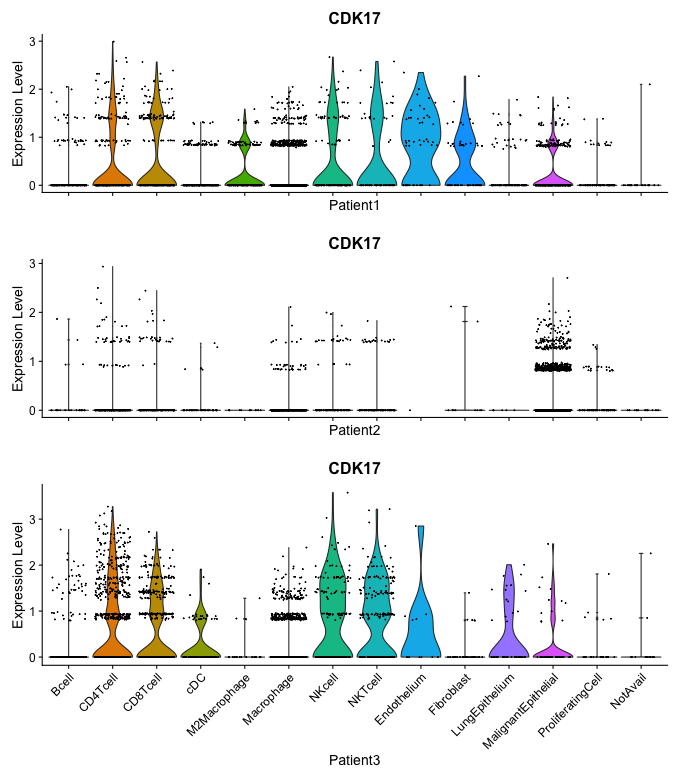 CDK17
Expression Level
3
2
1
0
Patient1
CDK17
Expression Level
3
2
1
0
Patient2
CDK17
Expression Level
3
2
1
0
Bcell
CD4Tcell
CD8Tcell
cDC
M2Macrophage
Macrophage
NKcell
NKTcell
Endothelium
Fibroblast
LungEpithelium
MalignantEpithelial
ProliferatingCell
NotAvail
Patient3